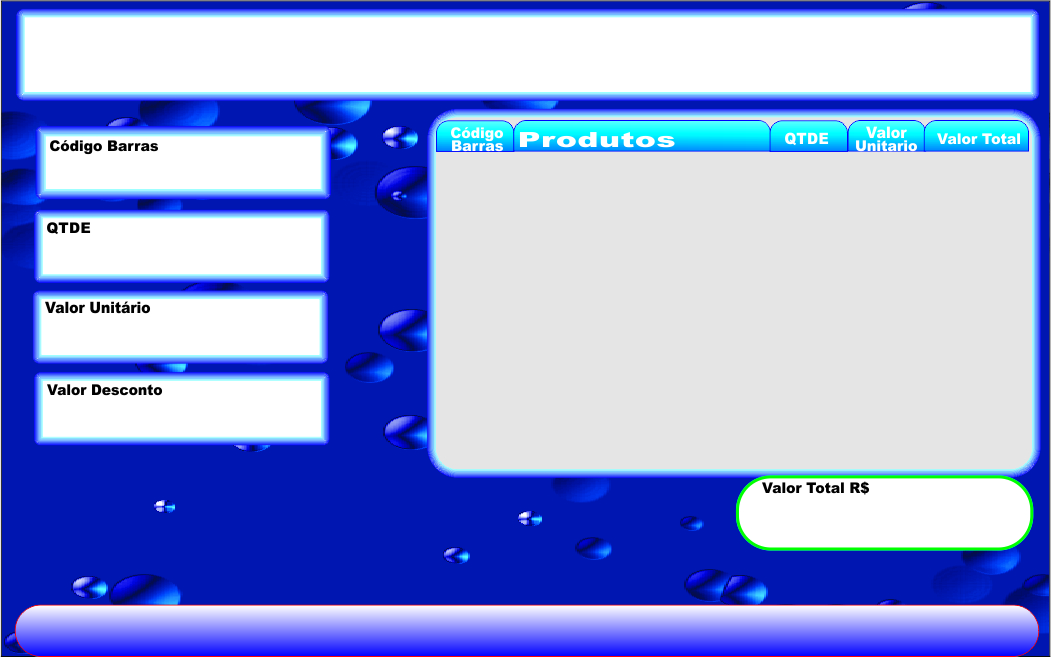 Código Barras
QTDE
Valor Unitário
Valor Desconto
Código
Barras
Produtos
QTDE
Valor
Unitario
Valor Total
Valor Total R$